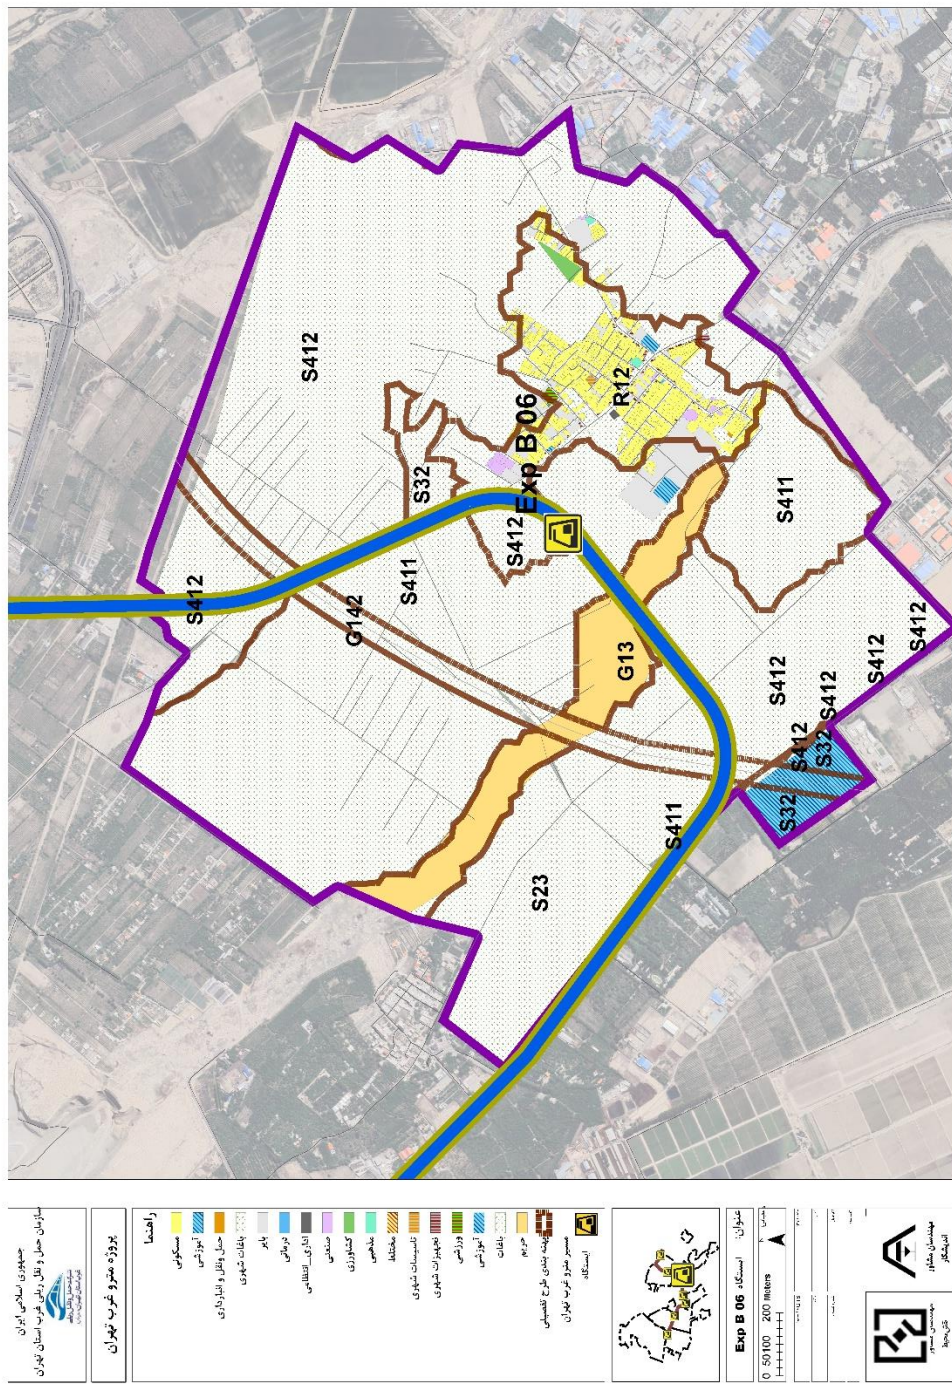 S412
S412
S32
Exp B 06
R12
S412
S411
G142
S411
G13
S412
S412
S412
S412
S412
S32
S32
S411
S23
جمهوری اسلامی ایران
سازمان حمل و نقل ریلی غرب استان تهران
پروژه مترو غرب تهران
راهنما
مسکونی
آموزشی
حمل ونقل و انبارداری
باغات شهری
بایر
درمانی
اداری_انتظامی
صنعتی
کشاورزی
مذهبی
مختلط
تاسیسات شهری
تجهیزات شهری
ورزشی
آموزشی
باغات
حریم
پهنه بندی طرح تفصیلی
مسیر مترو غرب تهران
ایستگاه
عنوان:
ایستگاه Exp B 06
0 50100 200 Meters
مهندسان مشاور